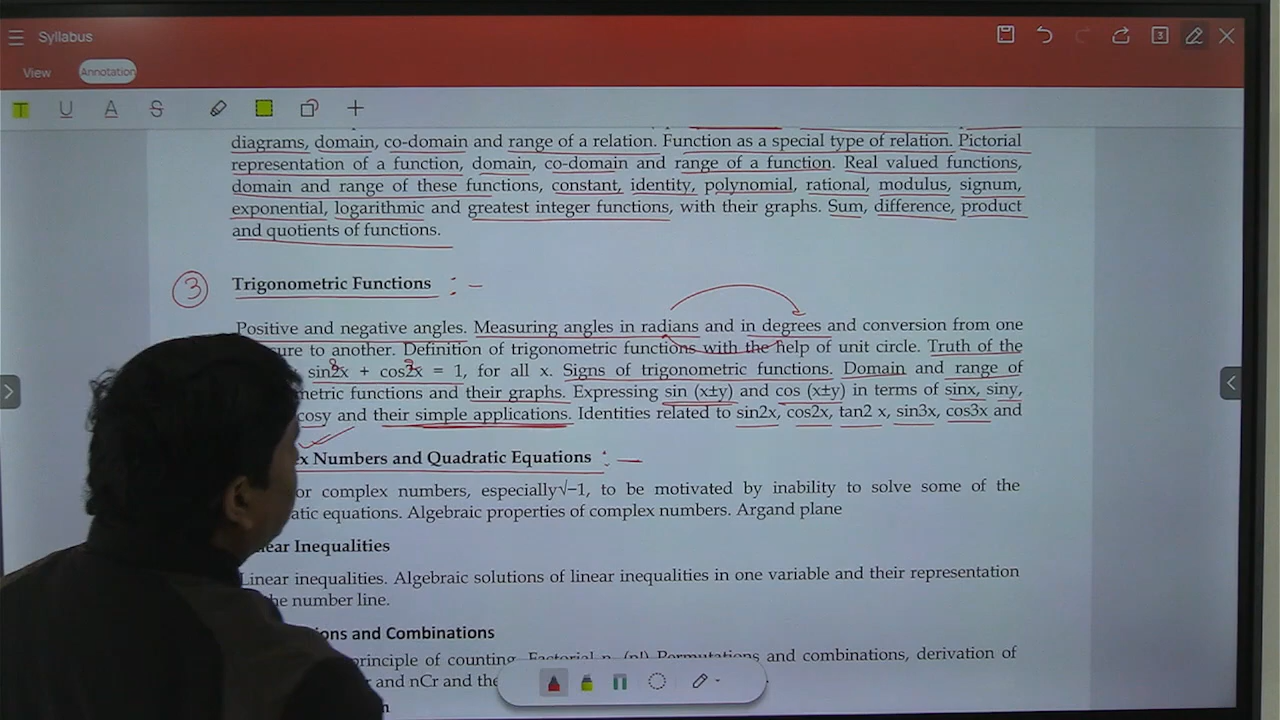 Syllabus
3
View
Annotation
T U A S
diagrams, domain, co-domain and range of a relation. Function as a special type of relation. Pictorial
representation of a function, domain, co-domain and range of a function. Real valued functions,
domain and range of these functions, constant, identity, polynomial, rational, modulus, signum,
exponential, logarithmic and greatest integer functions, with their graphs. Sum, difference, product
and quotients of functions.
3 Trigonometric Functions : -
Positive and negative angles. Measuring angles in radians and in degrees and conversion from one
to another. Definition of trigonometric functions with the help of unit circle. Truth of the
sin2x + cos2x = 1, for all x. Signs of trigonometric functions. Domain and range of
functions and their graphs. Expressing sin (x±y) and cos (x±y) in terms of sinx, siny,
cosy and their simple applications. Identities related to sin2x, cos2x, tan2 x, sin3x, cos3x and
Numbers and Quadratic Equations : -
complex numbers, especially√−1, to be motivated by inability to solve some of the
equations. Algebraic properties of complex numbers. Argand plane
Inequalities
Linear inequalities. Algebraic solutions of linear inequalities in one variable and their representation
number line.
and Combinations
principle of counting. Factorial n. (n!) Permutations and combinations, derivation of
and nCr and